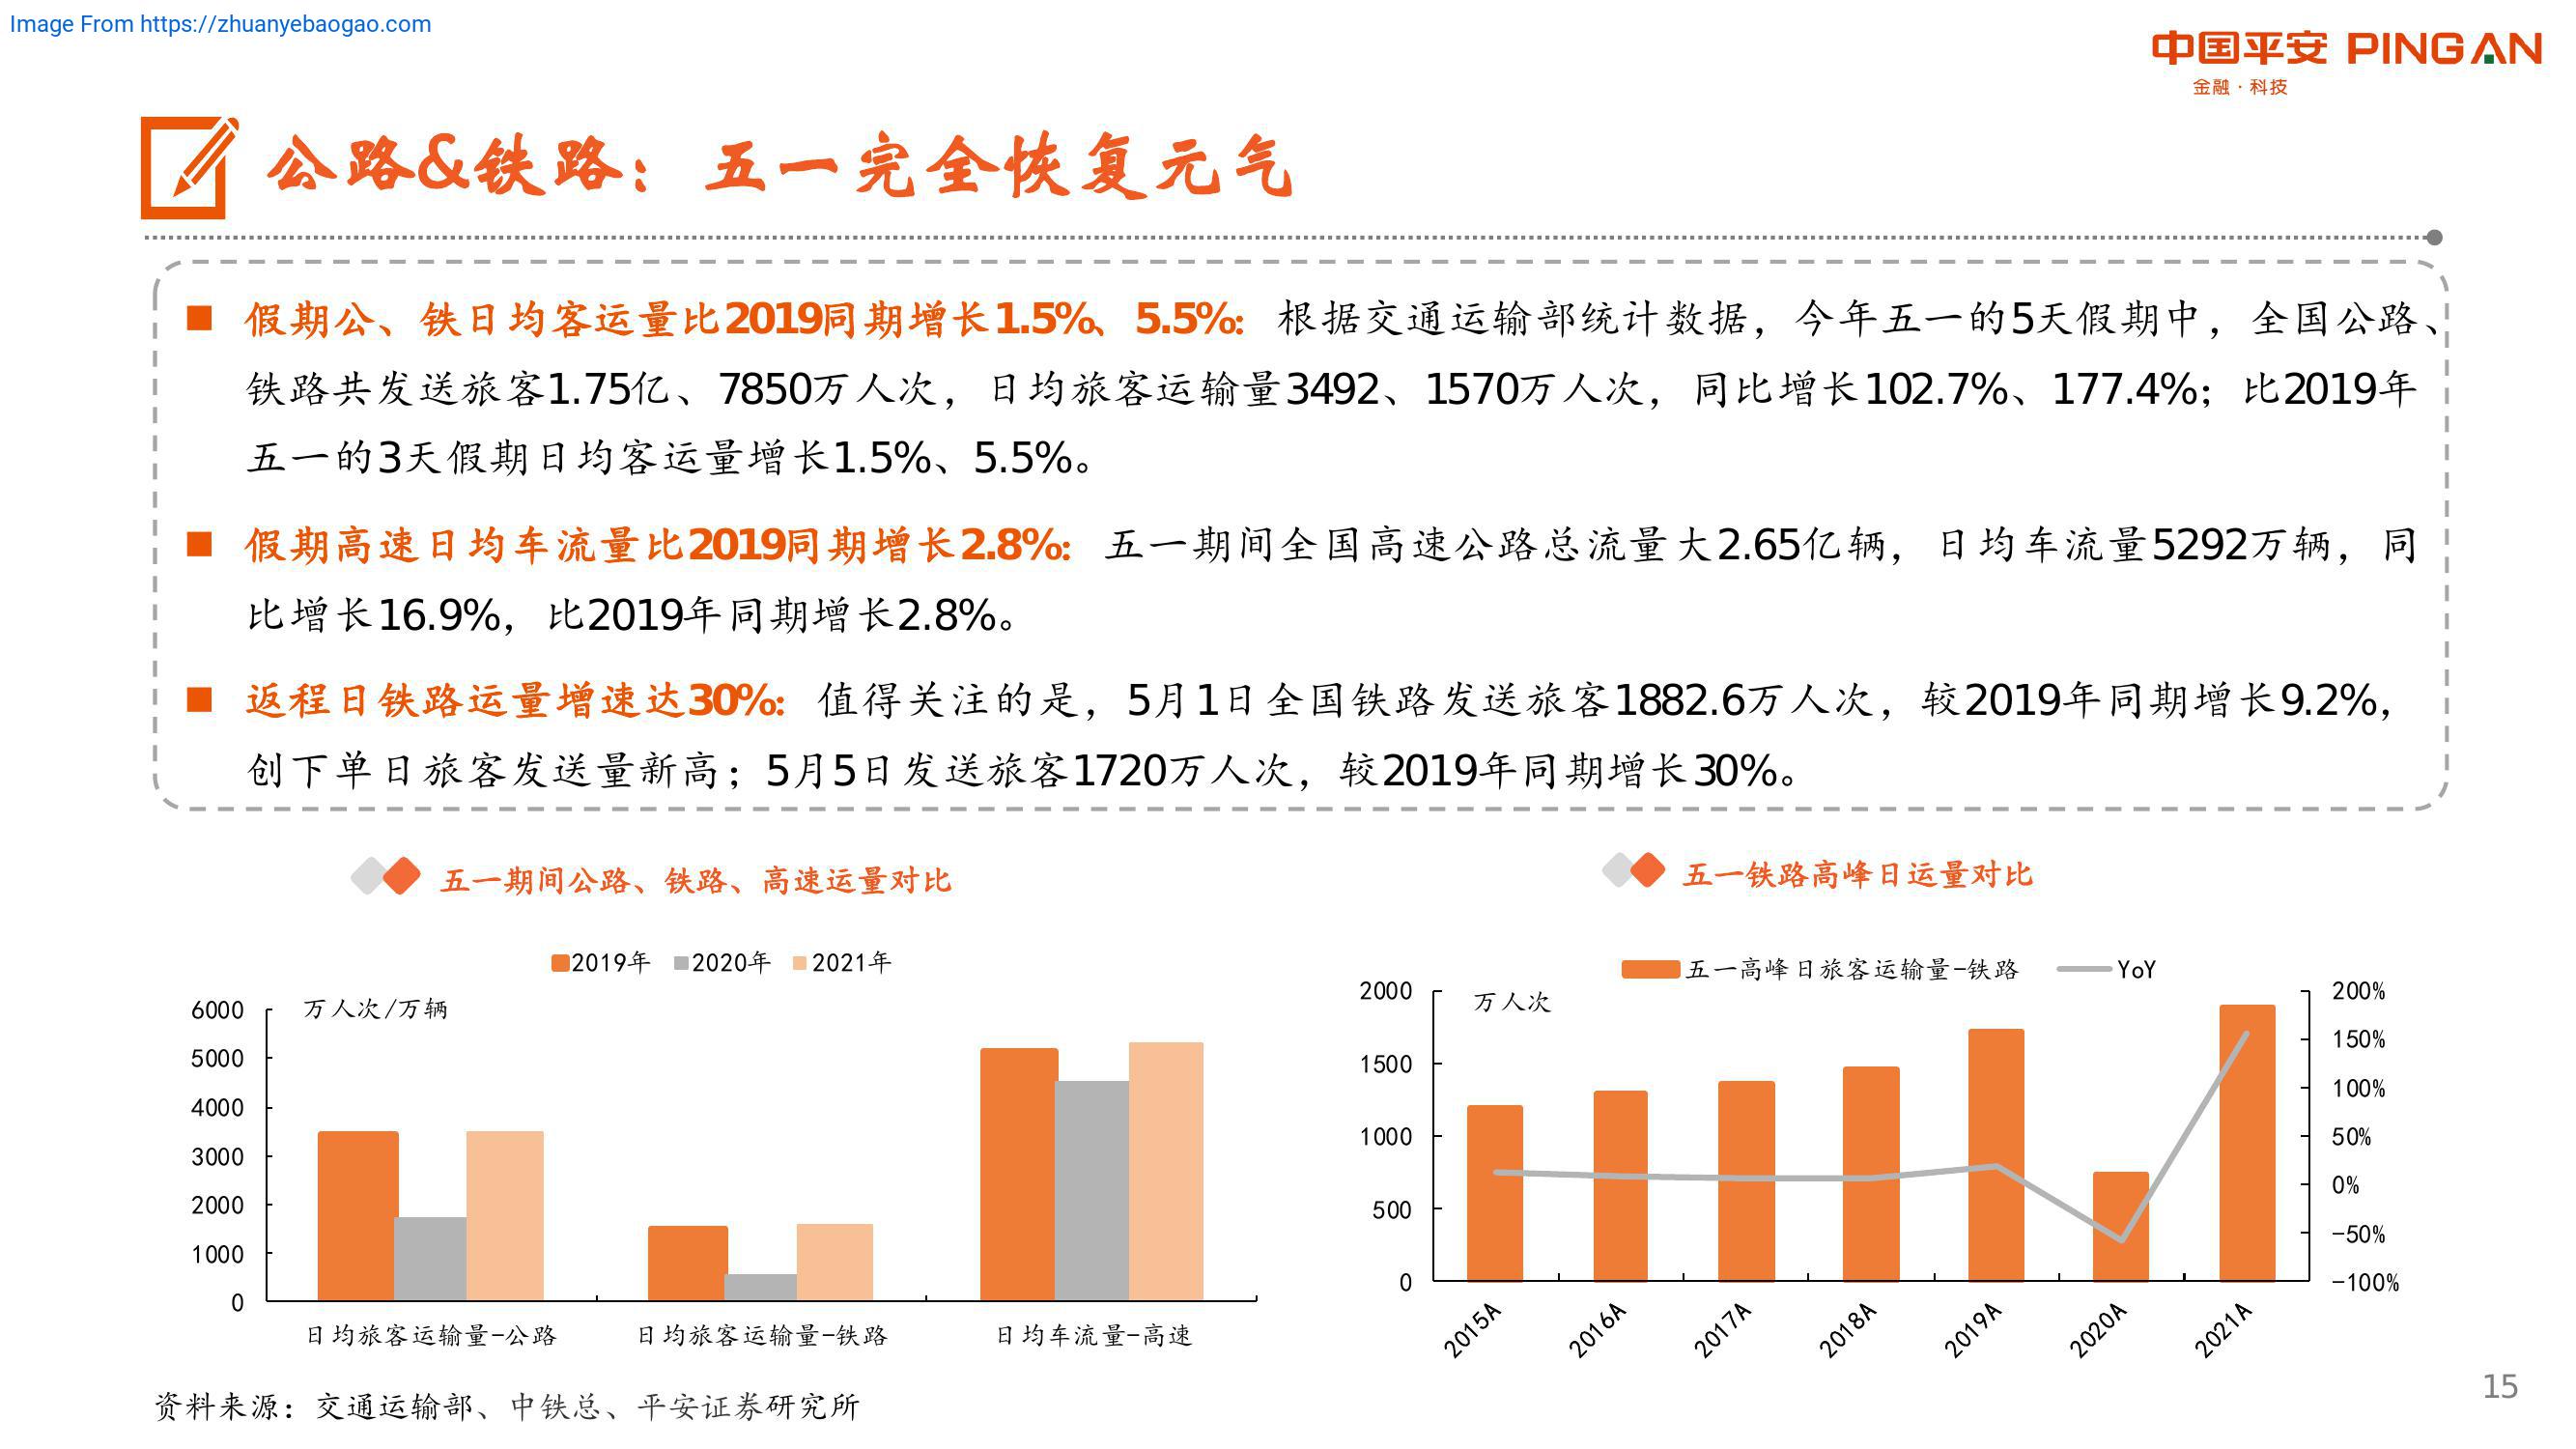 Image From https://zhuanyebaogao.com
中国平安 PINGAN
金融·科技
公路&铁路：五一完全恢复元气
假期公、铁日均客运量比2019同期增长1.5%、5.5%：根据交通运输部统计数据，今年五一的5天假期中，全国公路、
铁路共发送旅客1.75亿、7850万人次，日均旅客运输量3492、1570万人次，同比增长102.7%、177.4%；比2019年
五一的3天假期日均客运量增长1.5%、5.5%。
假期高速日均车流量比2019同期增长2.8%：五一期间全国高速公路总流量大2.65亿辆，日均车流量5292万辆，同
比增长16.9%，比2019年同期增长2.8%。
返程日铁路运量增速达30%：值得关注的是，5月1日全国铁路发送旅客1882.6万人次，较2019年同期增长9.2%，
创下单日旅客发送量新高；5月5日发送旅客1720万人次，较2019年同期增长30%。
五一期间公路、铁路、高速运量对比
2019年 2020年 2021年
万人次/万辆
6000
5000
4000
3000
2000
1000
0
日均旅客运输量-公路 日均旅客运输量-铁路 日均车流量-高速
五一铁路高峰日运量对比
五一高峰日旅客运输量-铁路 YoY
万人次
2000
1500
1000
500
0
200%
150%
100%
50%
0%
-50%
-100%
2015A 2016A 2017A 2018A 2019A 2020A 2021A
资料来源：交通运输部、中铁总、平安证券研究所
15